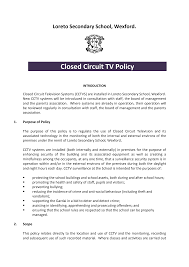 Loreto Secondary School, Wexford.
Closed Circuit TV Policy
INTRODUCTION
Closed Circuit Television Systems (CCTVS) are installed in Loreto Secondary School Wexford.
New CCTV systems will be introduced in consultation with staff, the board of management
and the parents association. Where systems are already in operation, their operation will
be reviewed regularly in consultation with staff, the board of management and the
parents association.
1. Purpose of Policy
The purpose of this policy is to regulate the use of Closed Circuit Television and its
associated technology in the monitoring of both the internal and external environs of the
premises under the remit of the school.
CCTV systems are installed (both internally and externally) in premises for the purpose of
enhancing security of the building and its associated equipment as well as creating a
mindfulness among the occupants, at any one time, that a surveillance security system is in
operation within and/or in the external environs of the premises during both the daylight
and night hours each day. CCTV surveillance at the School is intended for the purposes of:
protecting the school buildings and school assets, both during and after school hours;
promoting the health and safety of staff, pupils and visitors;
preventing bullying;
reducing the incidence of crime and anti-social behaviour (including theft and
vandalism);
supporting the Gardai in a bid to deter and detect crime;
assisting in identifying, apprehending and prosecuting offenders; and
ensuring that the school rules are respected so that the school can be properly
managed.
2. Scope
This policy relates directly to the location and use of CCTV and the monitoring, recording
and subsequent use of such recorded material. Where classes and activities are carried out